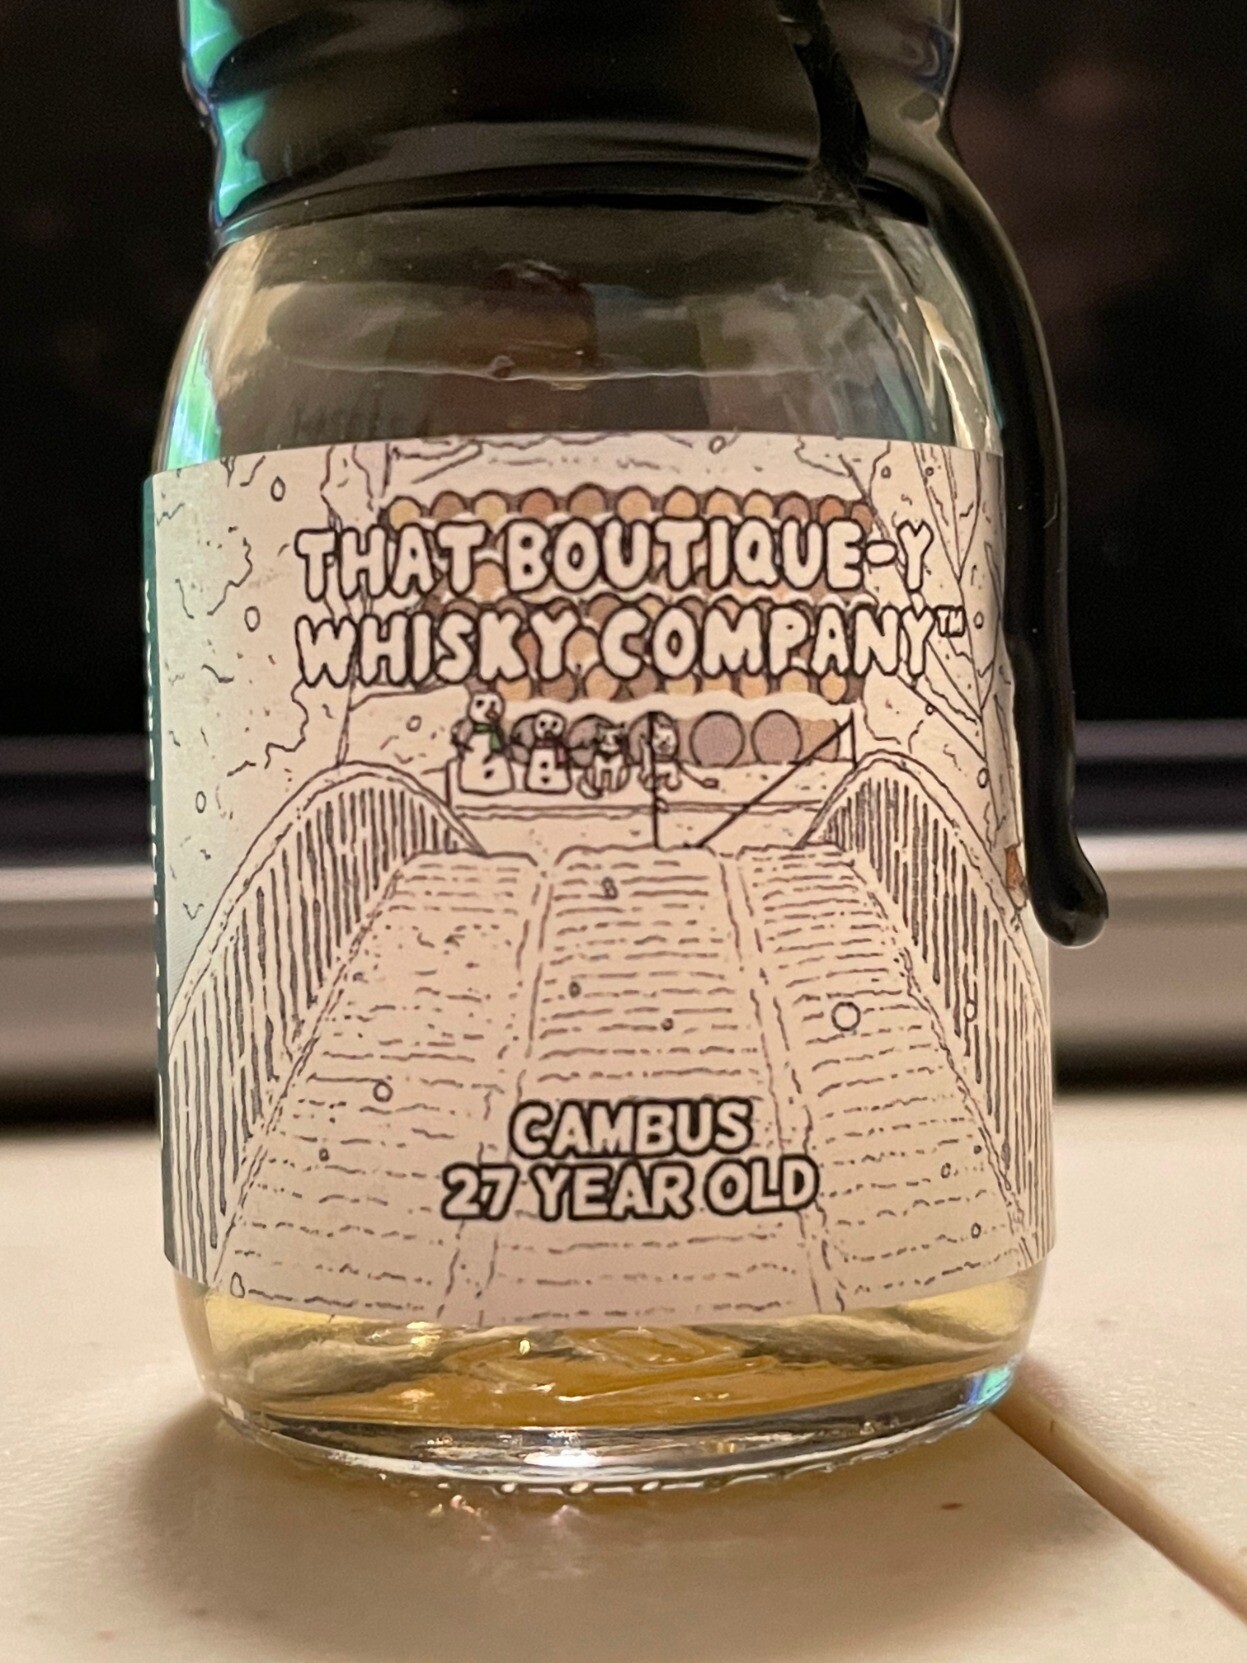 THAT BOUTIQUE-Y
WHISKY COMPANY™
CAMBUS
27 YEAR OLD